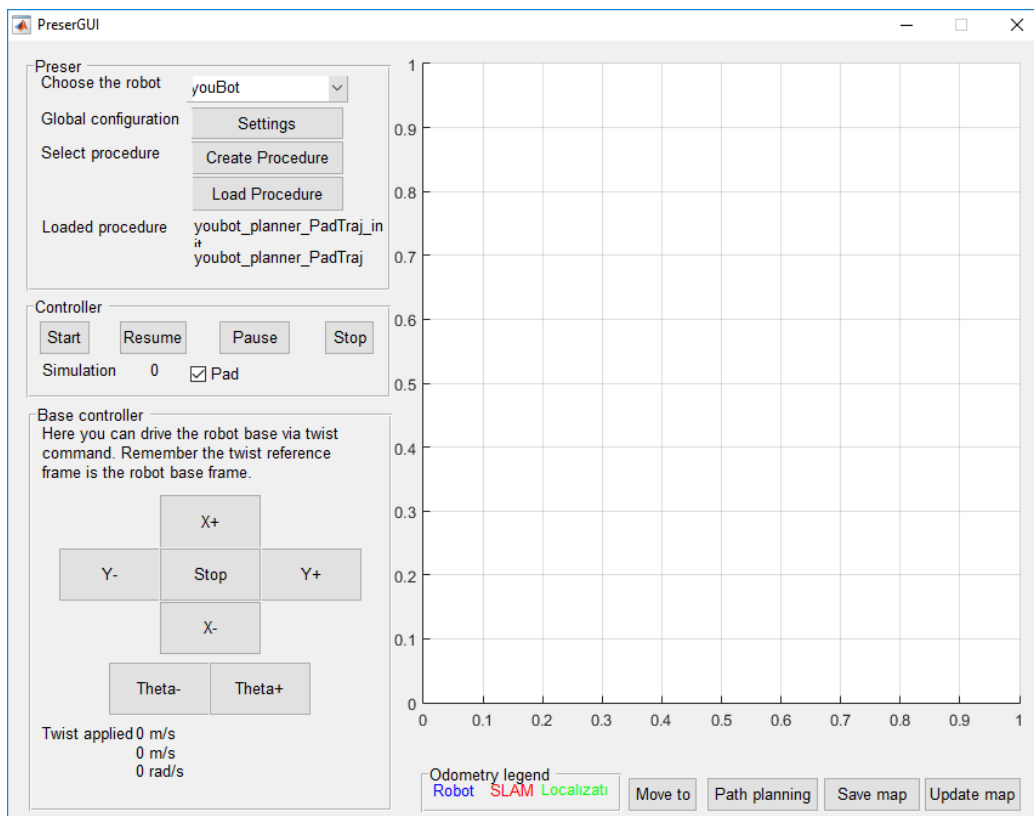 PreserGUI
Preser
Choose the robot
youBot
Global configuration
Settings
Select procedure
Create Procedure
Load Procedure
Loaded procedure
youbot_planner_PadTraj_in
it
youbot_planner_PadTraj
Controller
Start
Resume
Pause
Stop
Simulation
0
Pad
Base controller
Here you can drive the robot base via twist
command. Remember the twist reference
frame is the robot base frame.
X+
Y-
Stop
Y+
X-
Theta-
Theta+
Twist applied 0 m/s
0 m/s
0 rad/s
1
0.9
0.8
0.7
0.6
0.5
0.4
0.3
0.2
0.1
0
0 0.1 0.2 0.3 0.4 0.5 0.6 0.7 0.8 0.9 1
Odometry legend
Robot SLAM Localizati
Move to
Path planning
Save map
Update map